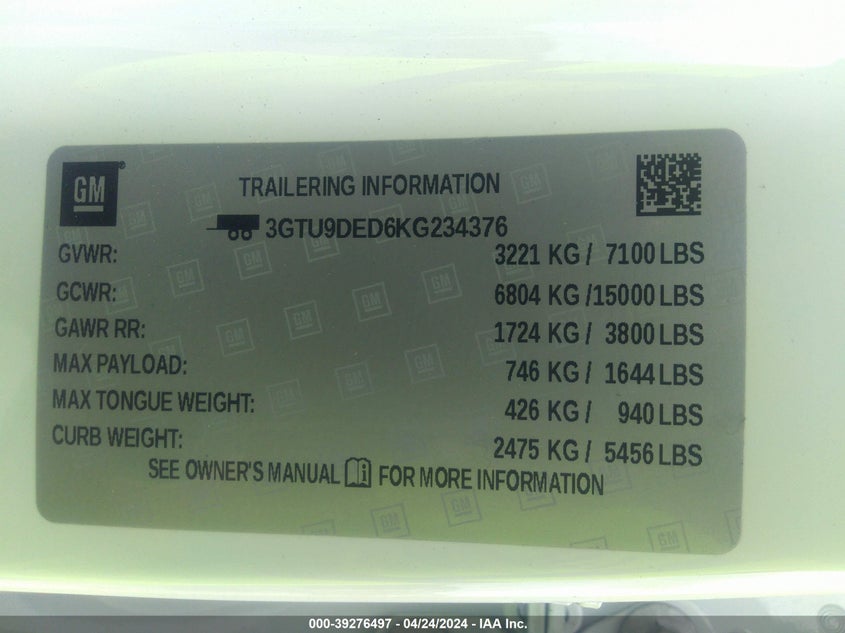 GM
TRAILERING INFORMATION
3GTU9DED6KG234376
GVWR: 3221 KG / 7100 LBS
GCWR: 6804 KG /15000 LBS
GAWR RR: 1724 KG / 3800 LBS
MAX PAYLOAD: 746 KG / 1644 LBS
MAX TONGUE WEIGHT: 426 KG / 940 LBS
CURB WEIGHT: 2475 KG / 5456 LBS
SEE OWNER'S MANUAL FOR MORE INFORMATION
000-39276497 - 04/24/2024 - IAA Inc.